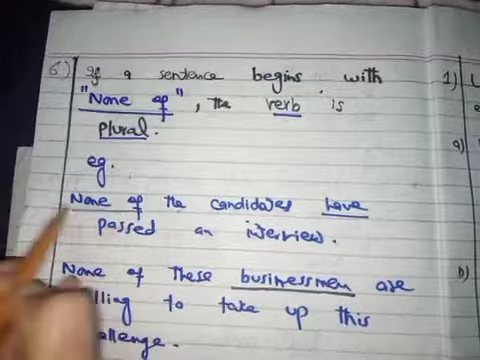 6) If a sentence begins with
"None of", the verb is
plural.
eg.
None of the candidates have
passed an interview.
None of these businessmen are
to take up this
1)
a)
b)